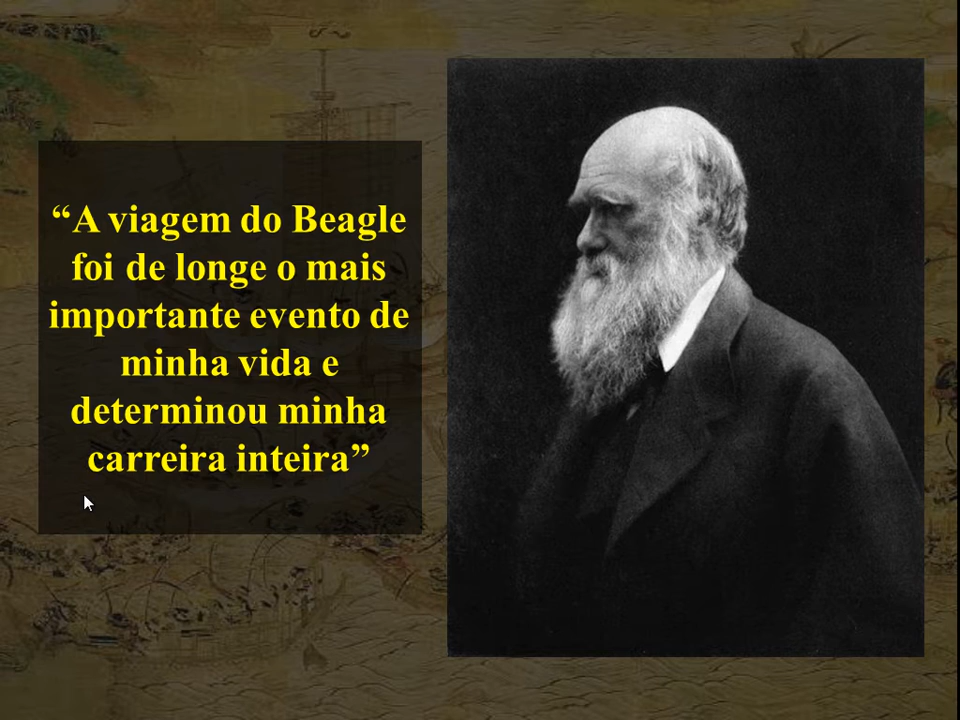 “A viagem do Beagle
foi de longe o mais
importante evento de
minha vida e
determinou minha
carreira inteira”